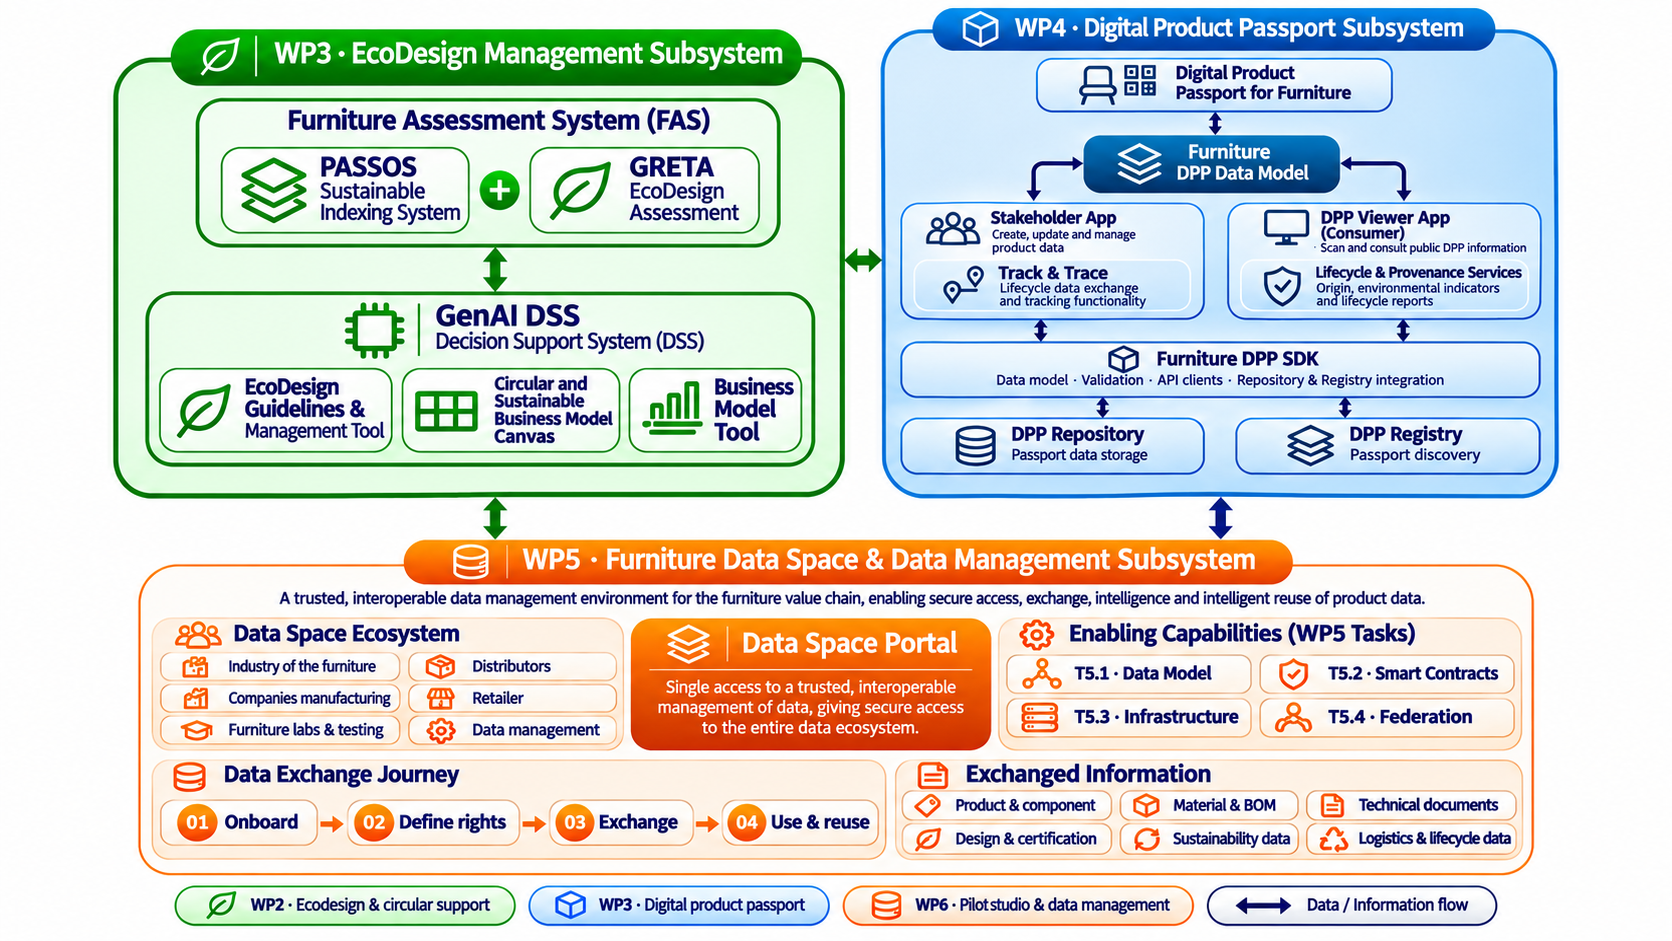 WP3 · EcoDesign Management Subsystem
Furniture Assessment System (FAS)
PASSOS
Sustainable
Indexing System
GRETA
EcoDesign
Assessment
GenAI DSS
Decision Support System (DSS)
EcoDesign
Guidelines &
Management Tool
Circular and
Sustainable
Business Model
Canvas
Business
Model
Tool
WP4 · Digital Product Passport Subsystem
Digital Product
Passport for Furniture
Furniture
DPP Data Model
Stakeholder App
Create, update and manage
product data
Track & Trace
Lifecycle data exchange
and tracking functionality
DPP Viewer App
(Consumer)
· Scan and consult public DPP information
Lifecycle & Provenance Services
Origin, environmental indicators
and lifecycle reports
Furniture DPP SDK
Data model · Validation · API clients · Repository & Registry integration
DPP Repository
Passport data storage
DPP Registry
Passport discovery
WP5 · Furniture Data Space & Data Management Subsystem
A trusted, interoperable data management environment for the furniture value chain, enabling secure access, exchange, intelligence and intelligent reuse of product data.
Data Space Ecosystem
Industry of the furniture
Distributors
Companies manufacturing
Retailer
Furniture labs & testing
Data management
Data Space Portal
Single access to a trusted, interoperable
management of data, giving secure access
to the entire data ecosystem.
Enabling Capabilities (WP5 Tasks)
T5.1 · Data Model
T5.2 · Smart Contracts
T5.3 · Infrastructure
T5.4 · Federation
Data Exchange Journey
01 Onboard
02 Define rights
03 Exchange
04 Use & reuse
Exchanged Information
Product & component
Material & BOM
Technical documents
Design & certification
Sustainability data
Logistics & lifecycle data
WP2 · Ecodesign & circular support
WP3 · Digital product passport
WP6 · Pilot studio & data management
Data / Information flow